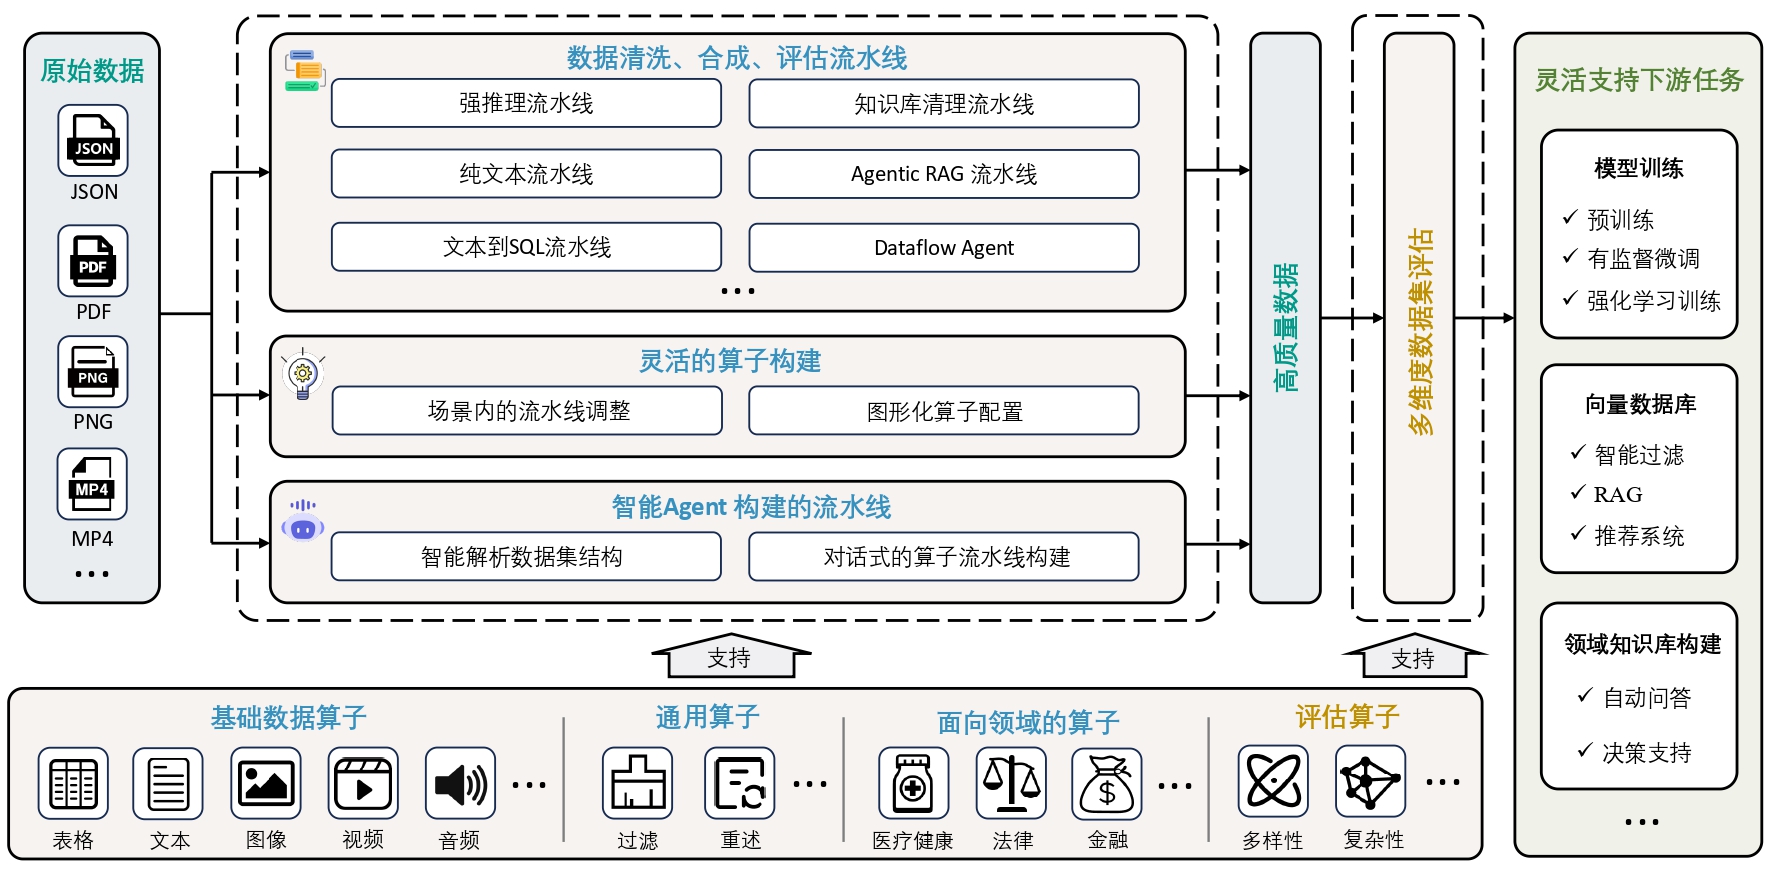 原始数据
JSON
JSON
PDF
PDF
PNG
PNG
MP4
MP4
...
数据清洗、合成、评估流水线
强推理流水线
知识库清理流水线
纯文本流水线
Agentic RAG 流水线
文本到SQL流水线
Dataflow Agent
...
灵活的算子构建
场景内的流水线调整
图形化算子配置
智能Agent 构建的流水线
智能解析数据集结构
对话式的算子流水线构建
高质量数据
多维度数据集评估
灵活支持下游任务
模型训练
✓ 预训练
✓ 有监督微调
✓ 强化学习训练
向量数据库
✓ 智能过滤
✓ RAG
✓ 推荐系统
领域知识库构建
✓ 自动问答
✓ 决策支持
...
支持
支持
基础数据算子
表格
文本
图像
视频
音频
...
通用算子
过滤
重述
...
面向领域的算子
医疗健康
法律
金融
...
评估算子
多样性
复杂性
...